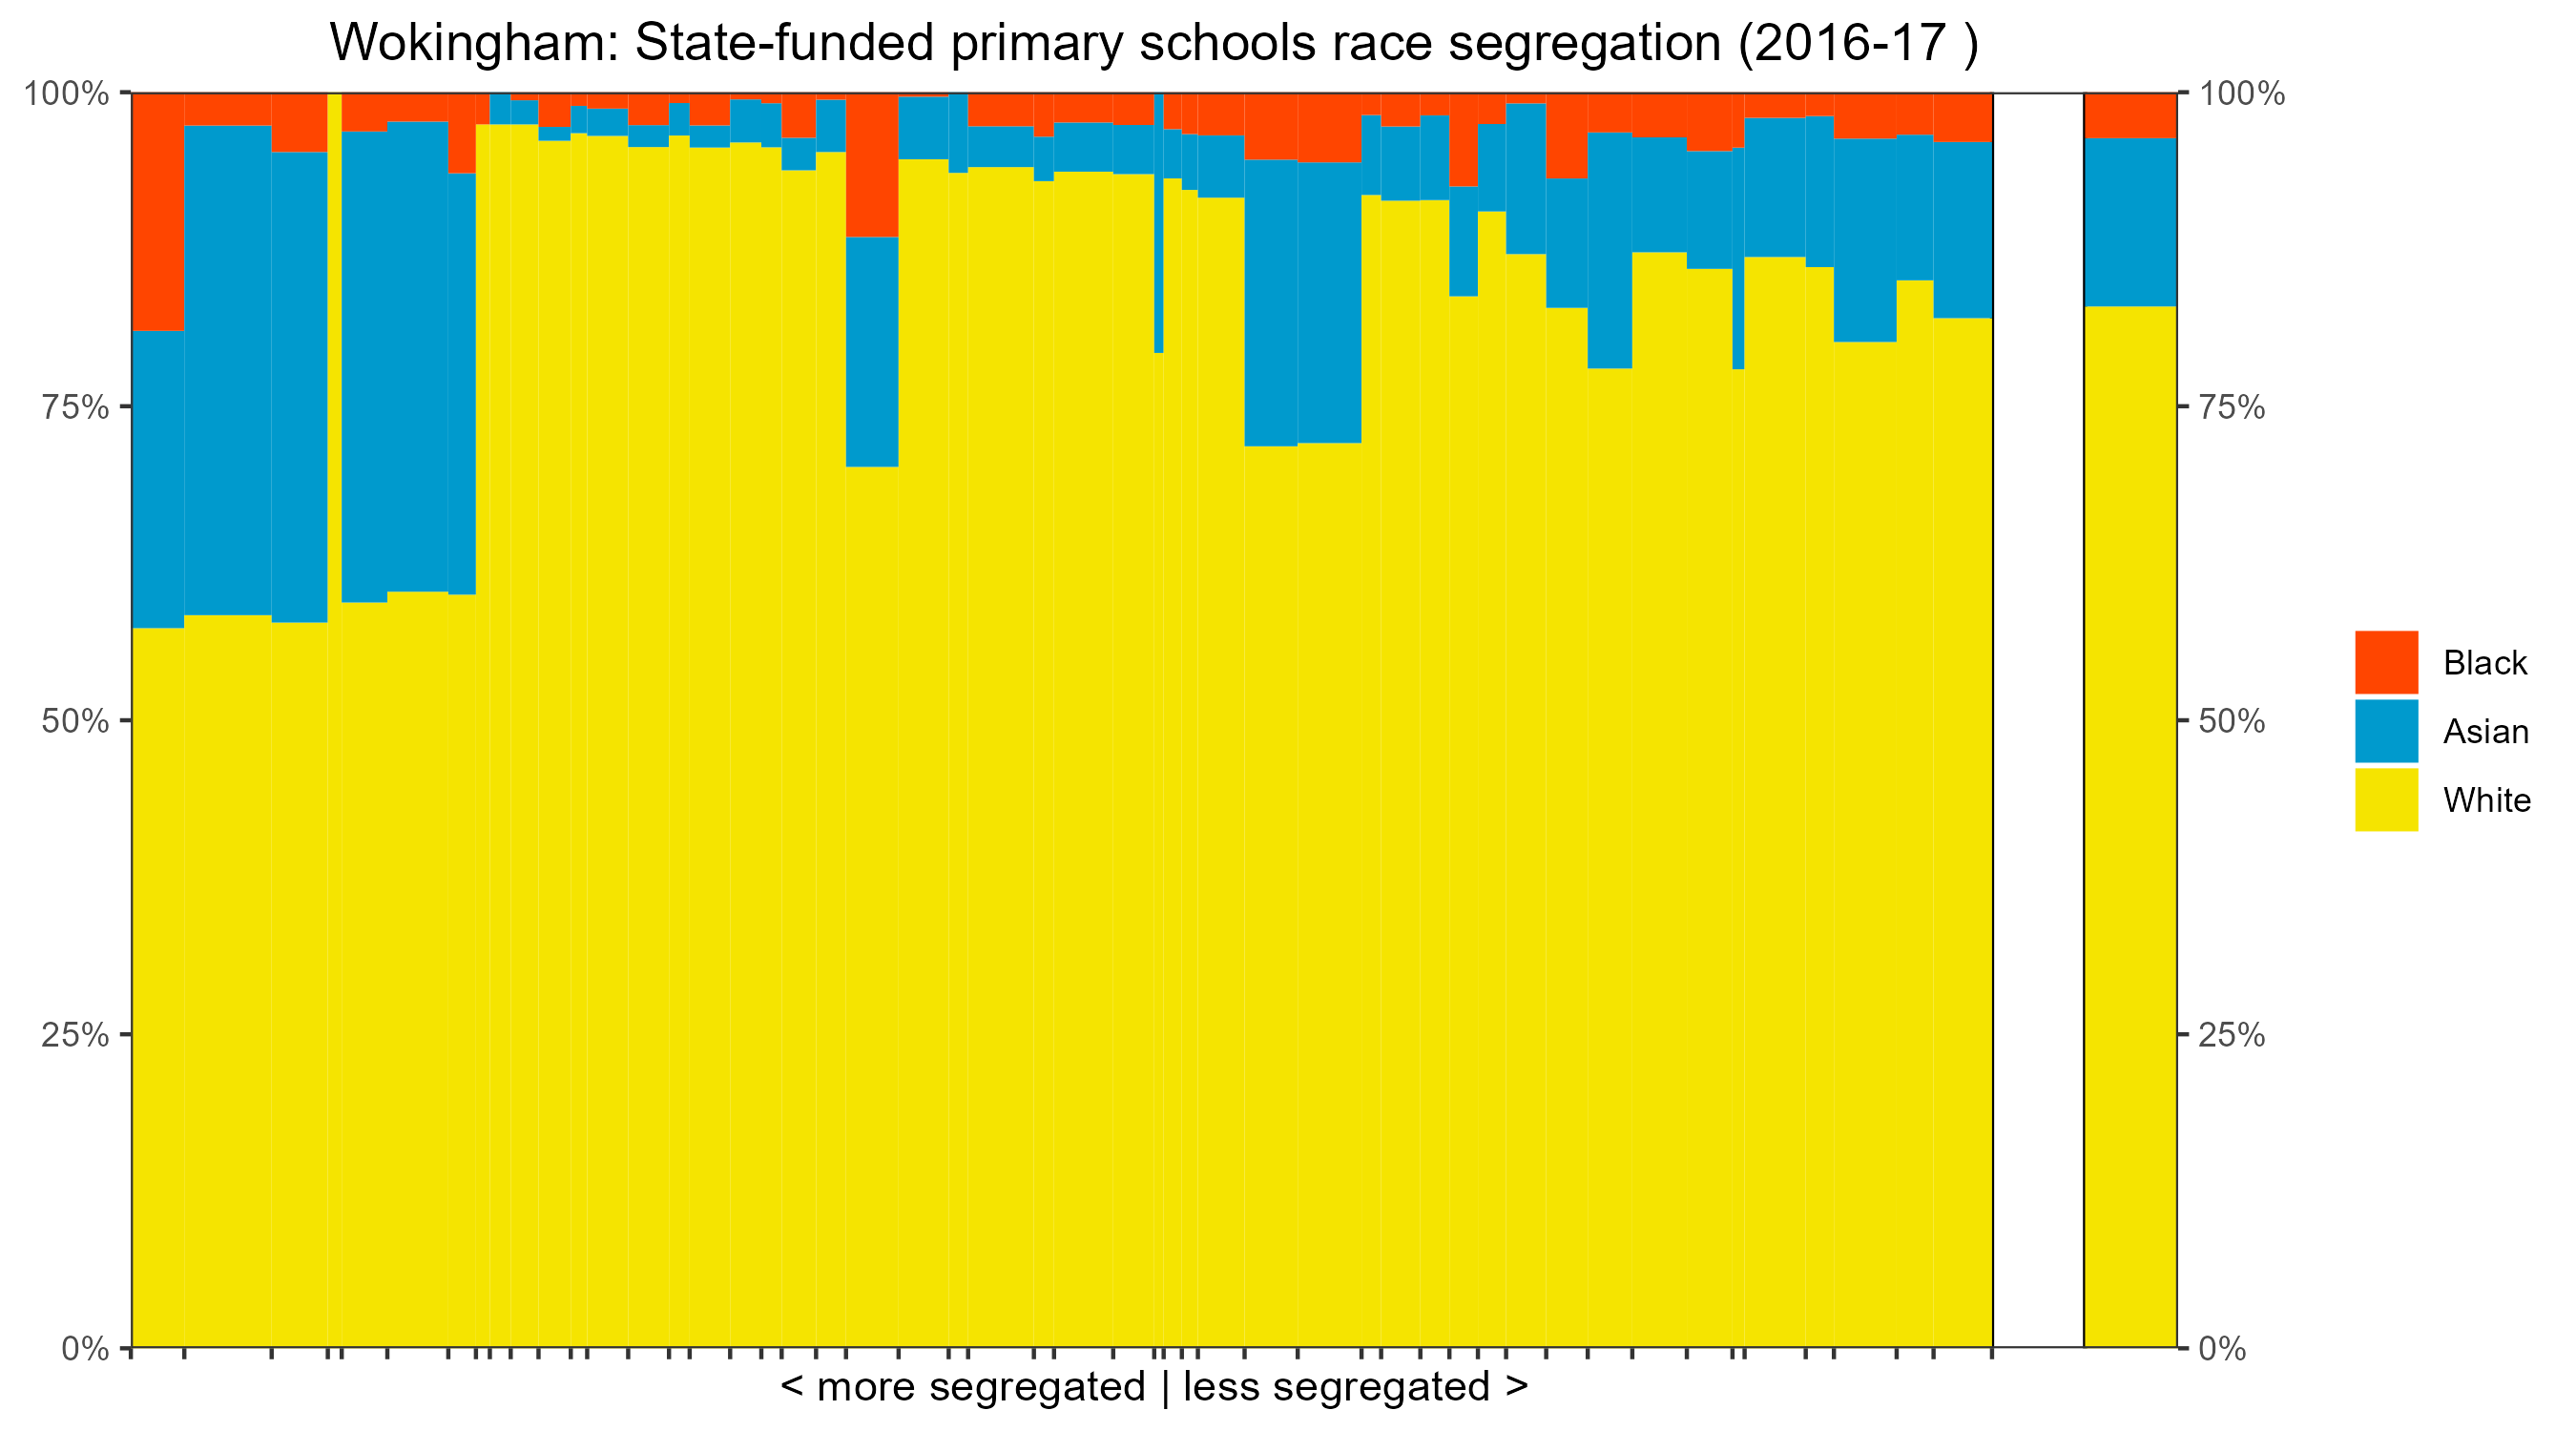 Wokingham: State-funded primary schools race segregation (2016-17 )
100%
75%
50%
25%
0%
100%
75%
50%
25%
0%
Black
Asian
White
< more segregated | less segregated >